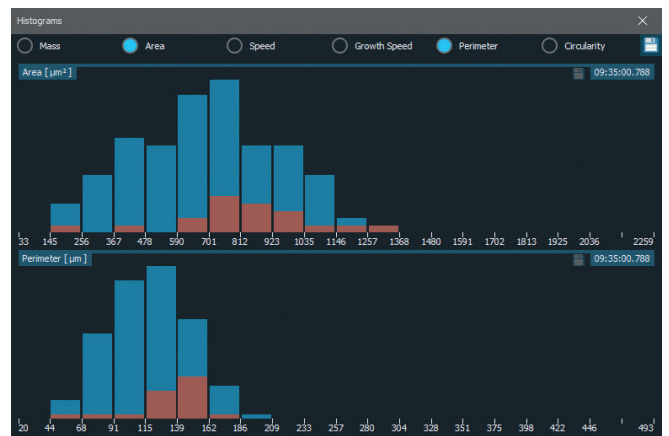 Histograms
Mass Area Speed Growth Speed Perimeter Circularity
Area [ µm² ] 09:35:00.788
33 145 256 367 478 590 701 812 923 1035 1146 1257 1368 1480 1591 1702 1813 1925 2036 2259
Perimeter [ µm ] 09:35:00.788
20 44 68 91 115 139 162 186 209 233 257 280 304 328 351 375 398 422 446 493